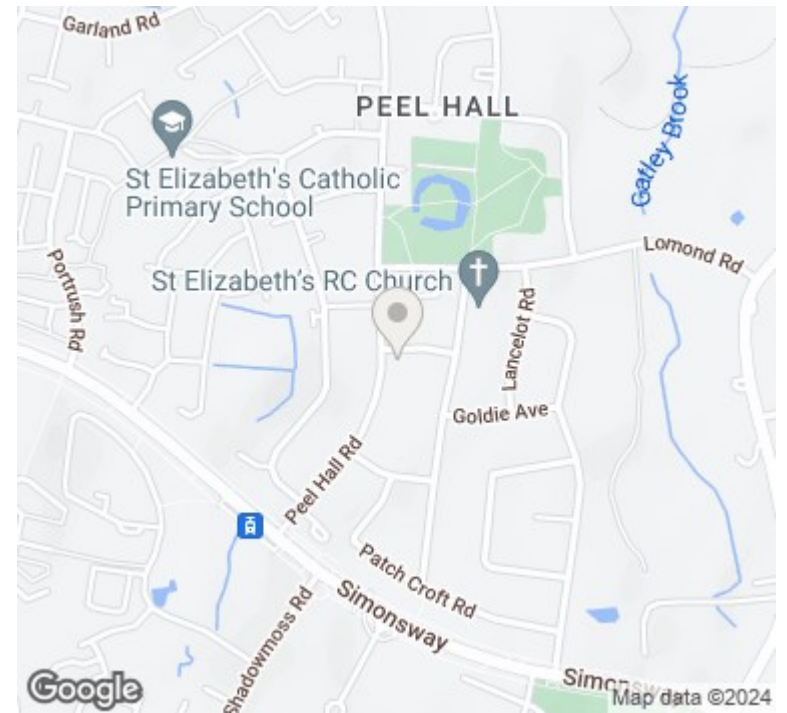 Garland Rd
PEEL HALL
Gatley Brook
St Elizabeth's Catholic
Primary School
Lomond Rd
Portrush Rd
St Elizabeth's RC Church
Lancelot Rd
Goldie Ave
Peel Hall Rd
Patch Croft Rd
Simonsway
Shadowmoss Rd
Simonsway
Google
Map data ©2024